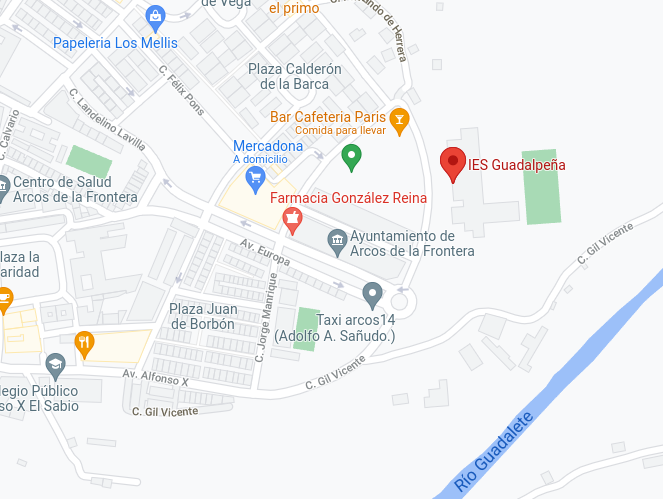 de Vega
el primo
Papeleria Los Mellis
C. Félix Pons
Plaza Calderón
de la Barca
C. Landelino Lavilla
C. Calvario
Bar Cafeteria Paris
Comida para llevar
Mercadona
A domicilio
IES Guadalpeña
Centro de Salud
Arcos de la Frontera
Farmacia González Reina
Av. Europa
Ayuntamiento de
Arcos de la Frontera
C. Gil Vicente
Plaza Juan
de Borbón
C. Jorge Manrique
Taxi arcos14
(Adolfo A. Sañudo.)
Av. Alfonso X
C. Gil Vicente
C. Gil Vicente
Río Guadalete